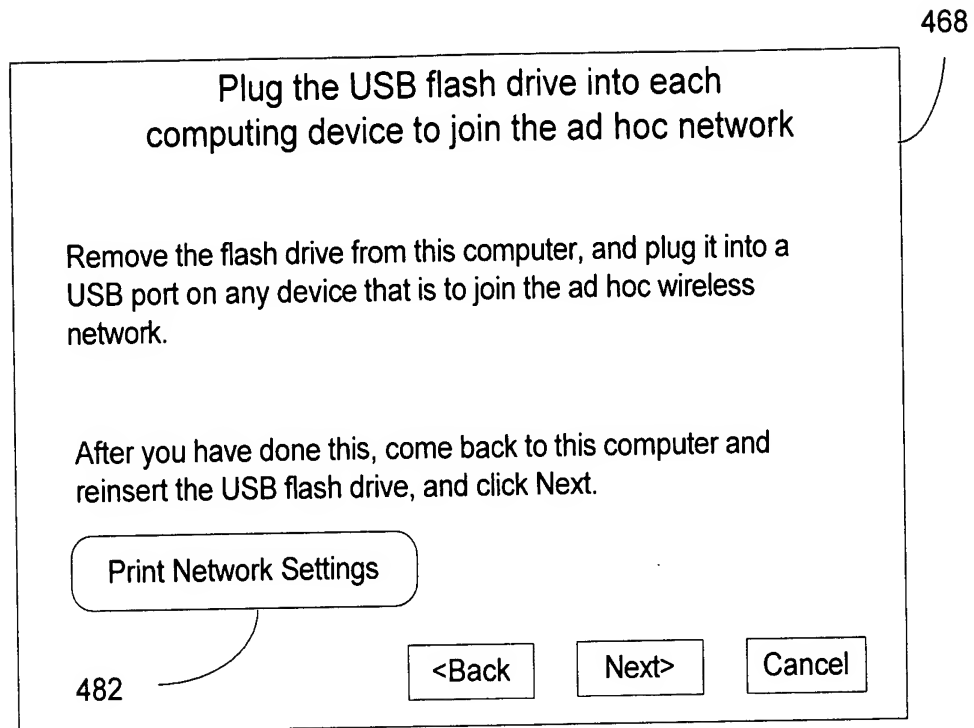 468
Plug the USB flash drive into each
computing device to join the ad hoc network
Remove the flash drive from this computer, and plug it into a
USB port on any device that is to join the ad hoc wireless
network.
After you have done this, come back to this computer and
reinsert the USB flash drive, and click Next.
Print Network Settings
482
<Back Next> Cancel